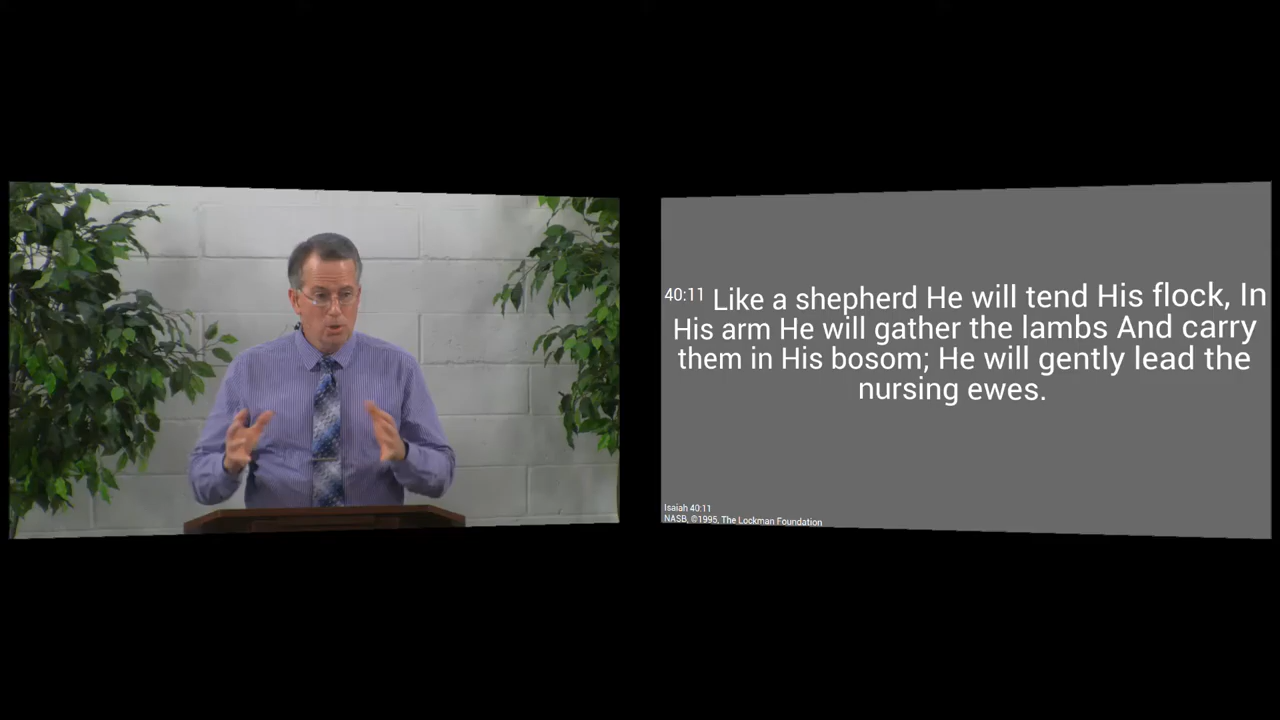 40:11 Like a shepherd He will tend His flock, In
His arm He will gather the lambs And carry
them in His bosom; He will gently lead the
nursing ewes.
Isaiah 40:11
NASB, ©1995, The Lockman Foundation